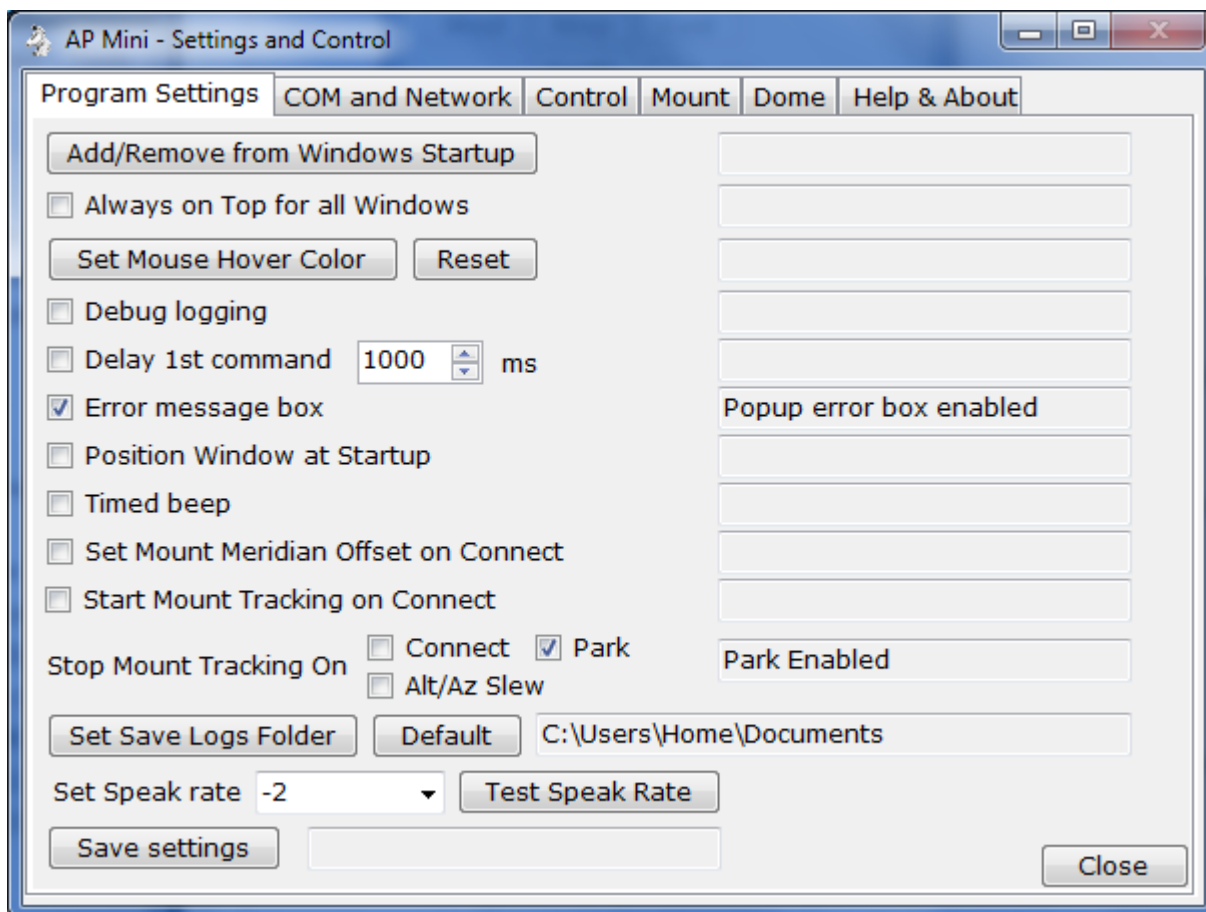 AP Mini - Settings and Control
Program Settings COM and Network Control Mount Dome Help & About
Add/Remove from Windows Startup
Always on Top for all Windows
Set Mouse Hover Color Reset
Debug logging
Delay 1st command 1000 ms
Error message box Popup error box enabled
Position Window at Startup
Timed beep
Set Mount Meridian Offset on Connect
Start Mount Tracking on Connect
Stop Mount Tracking On Connect Park Park Enabled
Alt/Az Slew
Set Save Logs Folder Default C:\Users\Home\Documents
Set Speak rate -2 Test Speak Rate
Save settings
Close